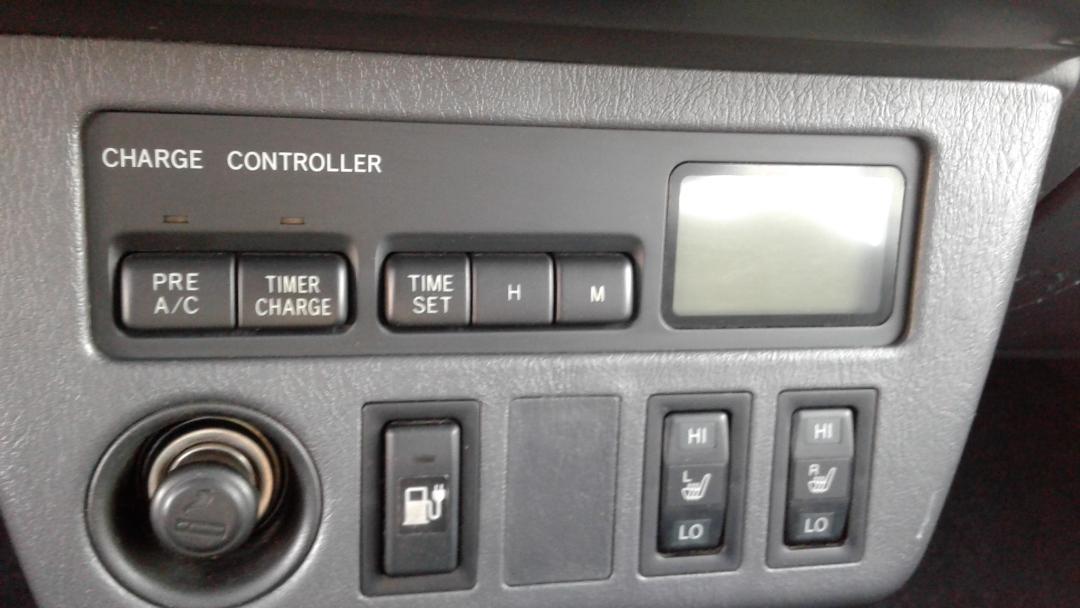 CHARGE CONTROLLER
PRE
A/C
TIMER
CHARGE
TIME
SET
H
M
HI
L
LO
HI
R
LO